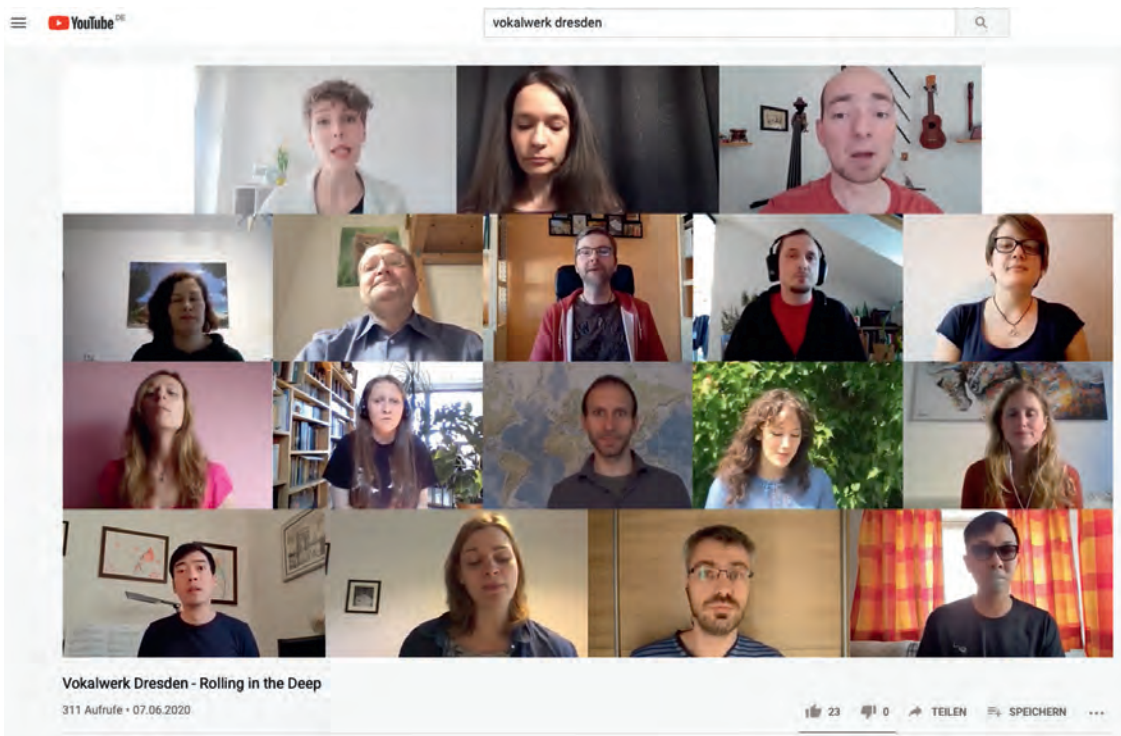 YouTube DE
vokalwerk dresden
Vokalwerk Dresden - Rolling in the Deep
311 Aufrufe • 07.06.2020
23 0 TEILEN SPEICHERN